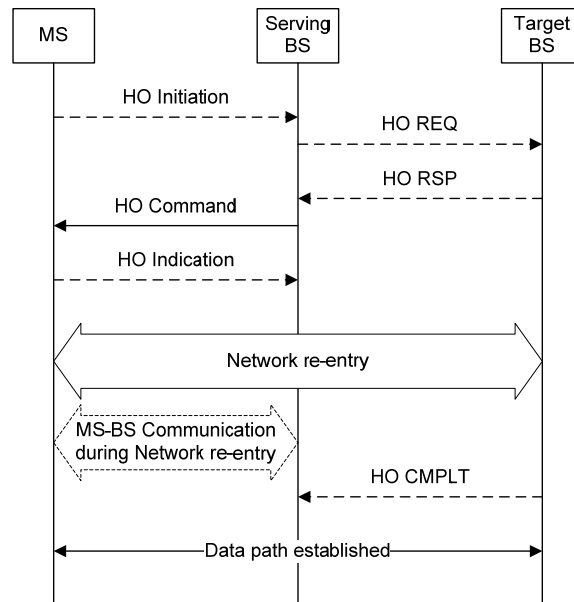 MS
Serving
BS
Target
BS
HO Initiation
HO REQ
HO RSP
HO Command
HO Indication
Network re-entry
MS-BS Communication
during Network re-entry
HO CMPLT
Data path established